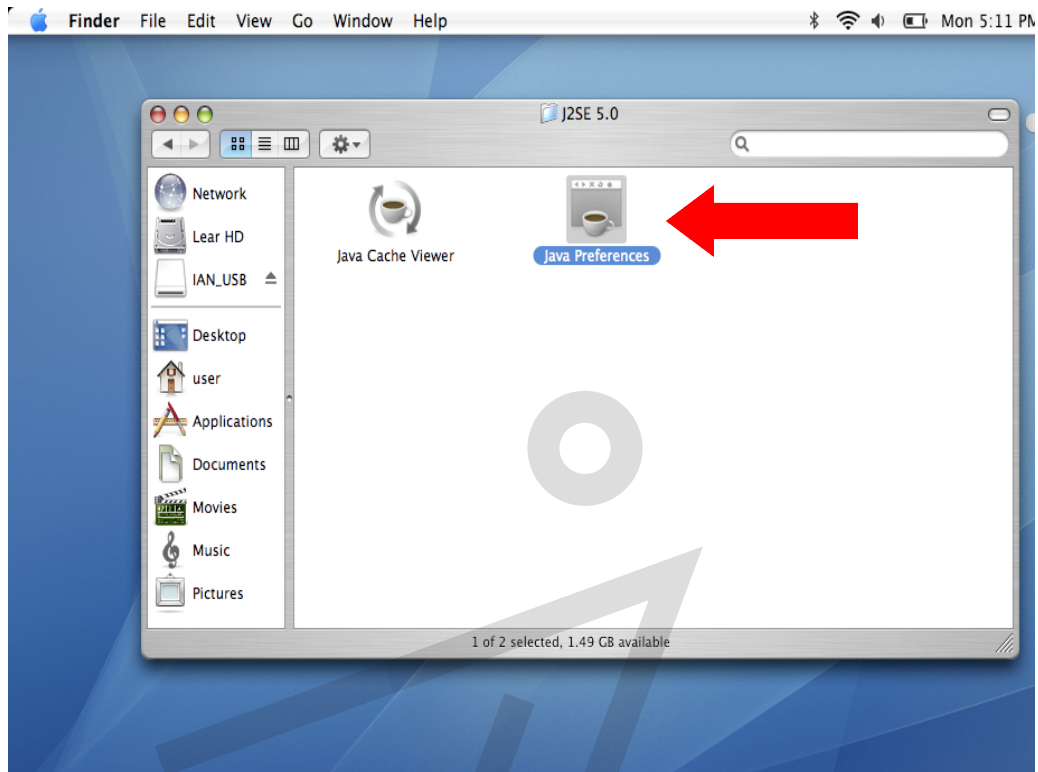 Finder File Edit View Go Window Help Mon 5:11 PM
J2SE 5.0
Network
Lear HD
IAN_USB
Desktop
user
Applications
Documents
Movies
Music
Pictures
Java Cache Viewer
Java Preferences
1 of 2 selected, 1.49 GB available